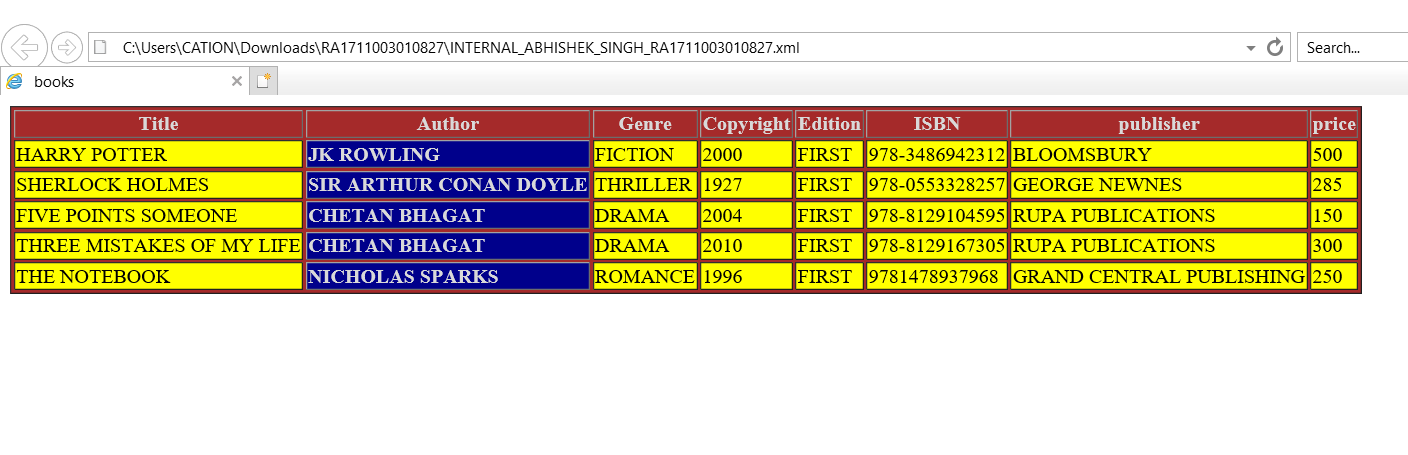 C:\Users\CATION\Downloads\RA1711003010827\INTERNAL_ABHISHEK_SINGH_RA1711003010827.xml Search...
books
Title Author Genre Copyright Edition ISBN publisher price
HARRY POTTER JK ROWLING FICTION 2000 FIRST 978-3486942312 BLOOMSBURY 500
SHERLOCK HOLMES SIR ARTHUR CONAN DOYLE THRILLER 1927 FIRST 978-0553328257 GEORGE NEWNES 285
FIVE POINTS SOMEONE CHETAN BHAGAT DRAMA 2004 FIRST 978-8129104595 RUPA PUBLICATIONS 150
THREE MISTAKES OF MY LIFE CHETAN BHAGAT DRAMA 2010 FIRST 978-8129167305 RUPA PUBLICATIONS 300
THE NOTEBOOK NICHOLAS SPARKS ROMANCE 1996 FIRST 9781478937968 GRAND CENTRAL PUBLISHING 250